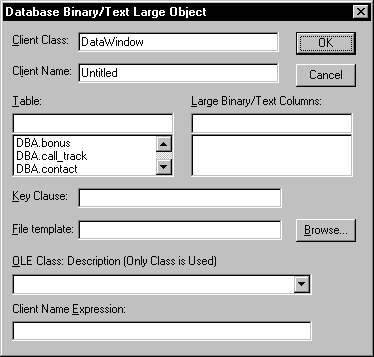 Database Binary/Text Large Object
Client Class: DataWindow OK
Client Name: Untitled Cancel
Table: Large Binary/Text Columns:
DBA.bonus
DBA.call_track
DBA.contact
Key Clause:
File template: Browse...
OLE Class: Description (Only Class is Used)
Client Name Expression: